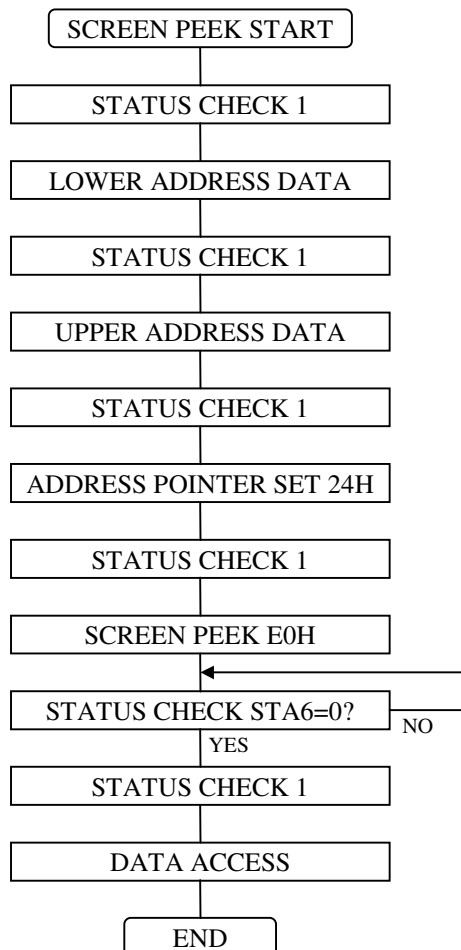 SCREEN PEEK START
STATUS CHECK 1
LOWER ADDRESS DATA
STATUS CHECK 1
UPPER ADDRESS DATA
STATUS CHECK 1
ADDRESS POINTER SET 24H
STATUS CHECK 1
SCREEN PEEK E0H
STATUS CHECK STA6=0?
NO
YES
STATUS CHECK 1
DATA ACCESS
END